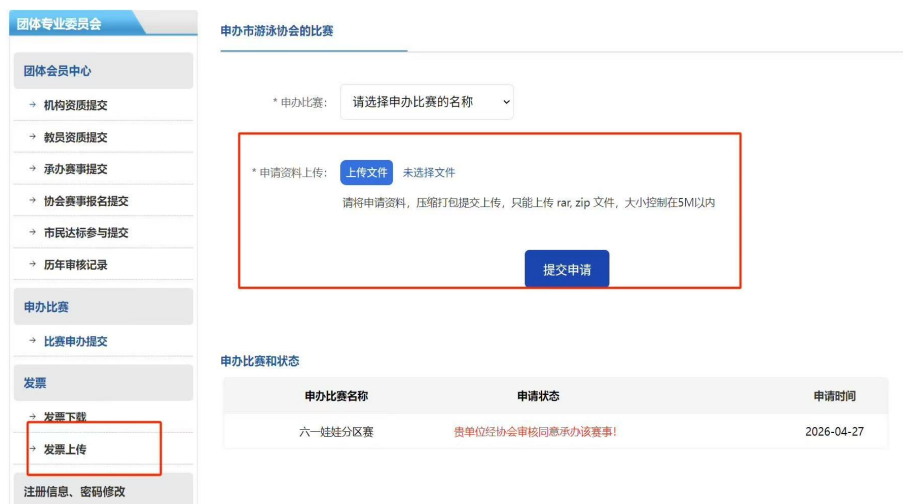 团体专业委员会
团体会员中心
→ 机构资质提交
→ 教员资质提交
→ 承办赛事提交
→ 协会赛事报名提交
→ 市民达标参与提交
→ 历年审核记录
申办比赛
→ 比赛申办提交
发票
→ 发票下载
→ 发票上传
注册信息、密码修改
申办市游泳协会的比赛
* 申办比赛: 请选择申办比赛的名称
* 申请资料上传: 上传文件 未选择文件
请将申请资料，压缩打包提交上传，只能上传 rar, zip 文件，大小控制在5M以内
提交申请
申办比赛和状态
申办比赛名称 申请状态 申请时间
六一娃娃分区赛 贵单位经协会审核同意承办该赛事! 2026-04-27